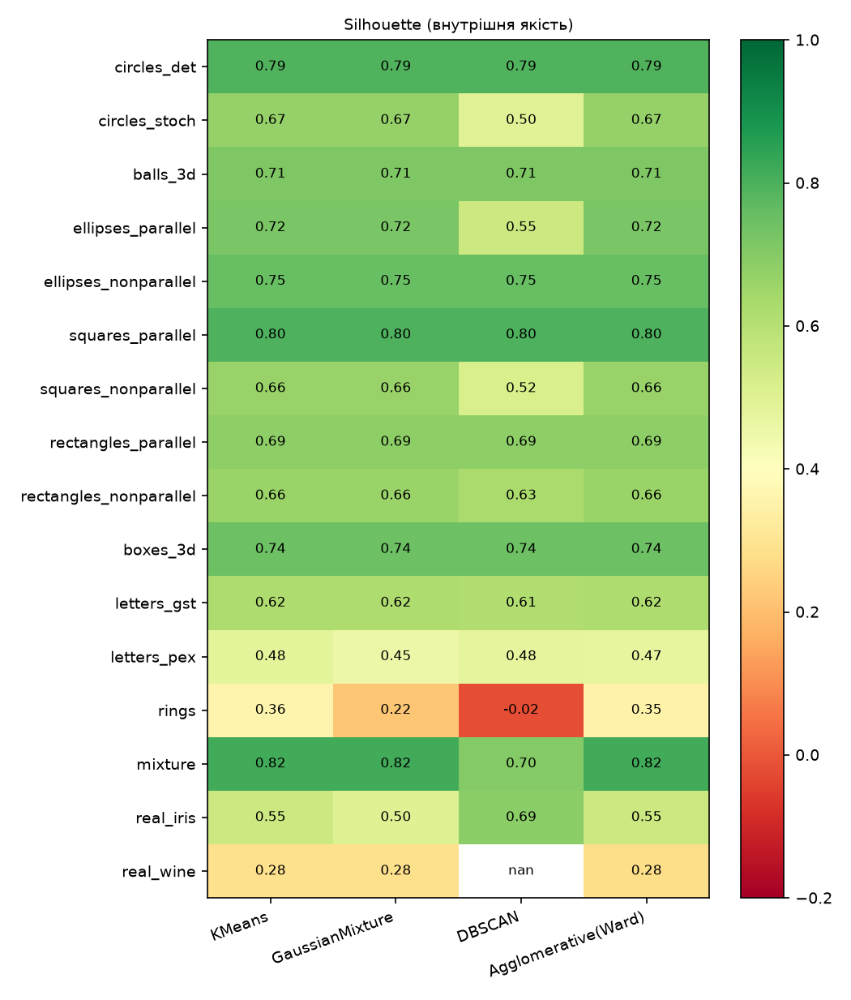 Silhouette (внутрішня якість)
circles_det 0.79 0.79 0.79 0.79
circles_stoch 0.67 0.67 0.50 0.67
balls_3d 0.71 0.71 0.71 0.71
ellipses_parallel 0.72 0.72 0.55 0.72
ellipses_nonparallel 0.75 0.75 0.75 0.75
squares_parallel 0.80 0.80 0.80 0.80
squares_nonparallel 0.66 0.66 0.52 0.66
rectangles_parallel 0.69 0.69 0.69 0.69
rectangles_nonparallel 0.66 0.66 0.63 0.66
boxes_3d 0.74 0.74 0.74 0.74
letters_gst 0.62 0.62 0.61 0.62
letters_pex 0.48 0.45 0.48 0.47
rings 0.36 0.22 -0.02 0.35
mixture 0.82 0.82 0.70 0.82
real_iris 0.55 0.50 0.69 0.55
real_wine 0.28 0.28 nan 0.28
KMeans GaussianMixture DBSCAN Agglomerative(Ward)
1.0
0.8
0.6
0.4
0.2
0.0
−0.2